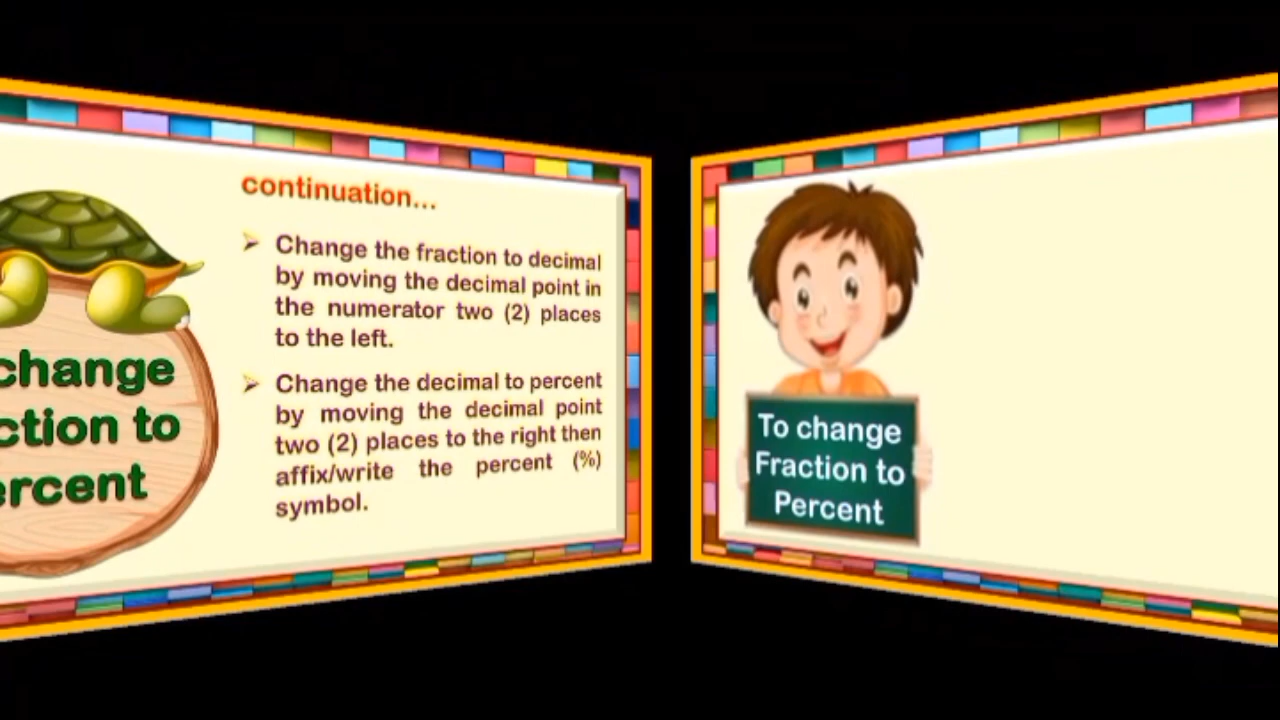 change
ction to
ercent
continuation...
➢ Change the fraction to decimal
by moving the decimal point in
the numerator two (2) places
to the left.
➢ Change the decimal to percent
by moving the decimal point
two (2) places to the right then
affix/write the percent (%)
symbol.
To change
Fraction to
Percent